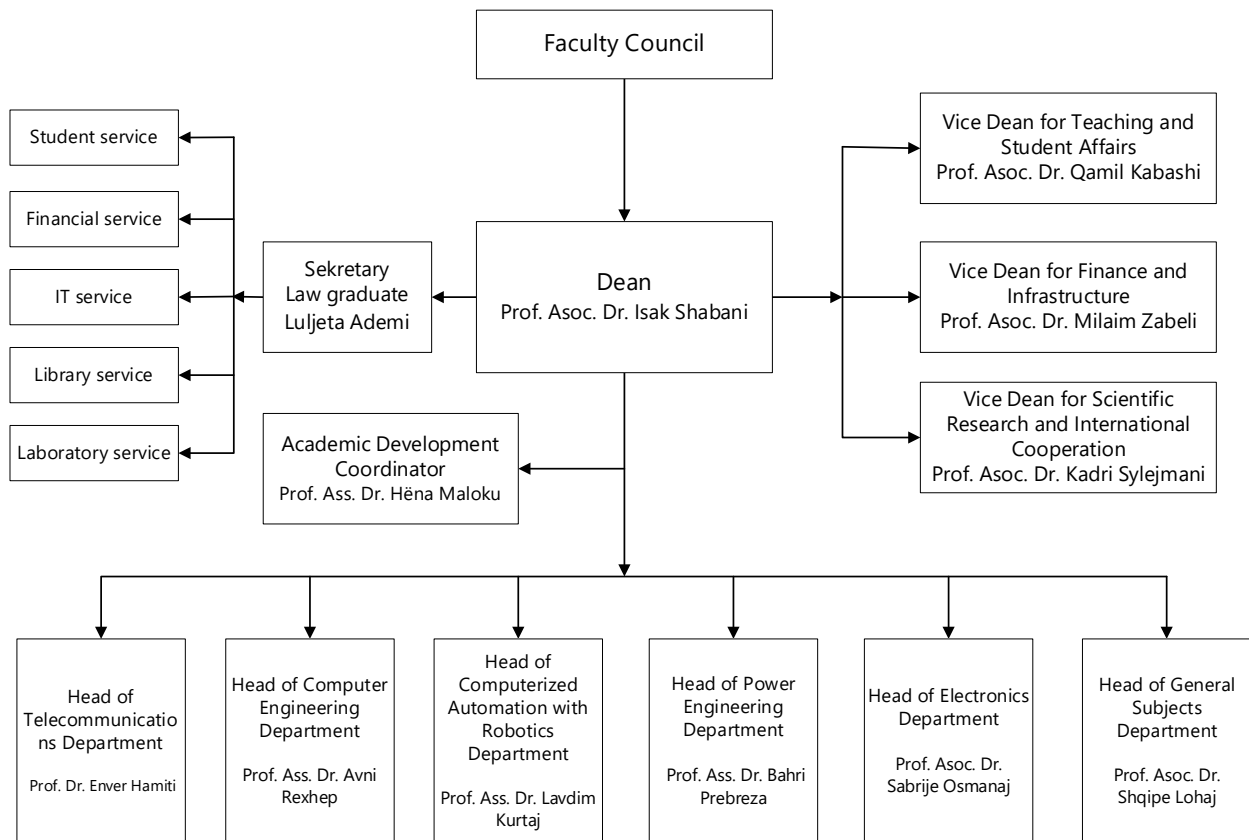 Faculty Council
Student service
Financial service
IT service
Library service
Laboratory service
Sekretary
Law graduate
Luljeta Ademi
Dean
Prof. Asoc. Dr. Isak Shabani
Vice Dean for Teaching and
Student Affairs
Prof. Asoc. Dr. Qamil Kabashi
Vice Dean for Finance and
Infrastructure
Prof. Asoc. Dr. Milaim Zabeli
Vice Dean for Scientific
Research and International
Cooperation
Prof. Asoc. Dr. Kadri Sylejmani
Academic Development
Coordinator
Prof. Ass. Dr. Hëna Maloku
Head of
Telecommunicatio
ns Department
Prof. Dr. Enver Hamiti
Head of Computer
Engineering
Department
Prof. Ass. Dr. Avni
Rexhep
Head of
Computerized
Automation with
Robotics
Department
Prof. Ass. Dr. Lavdim
Kurtaj
Head of Power
Engineering
Department
Prof. Ass. Dr. Bahri
Prebreza
Head of Electronics
Department
Prof. Asoc. Dr.
Sabrije Osmanaj
Head of General
Subjects
Department
Prof. Asoc. Dr.
Shqipe Lohaj